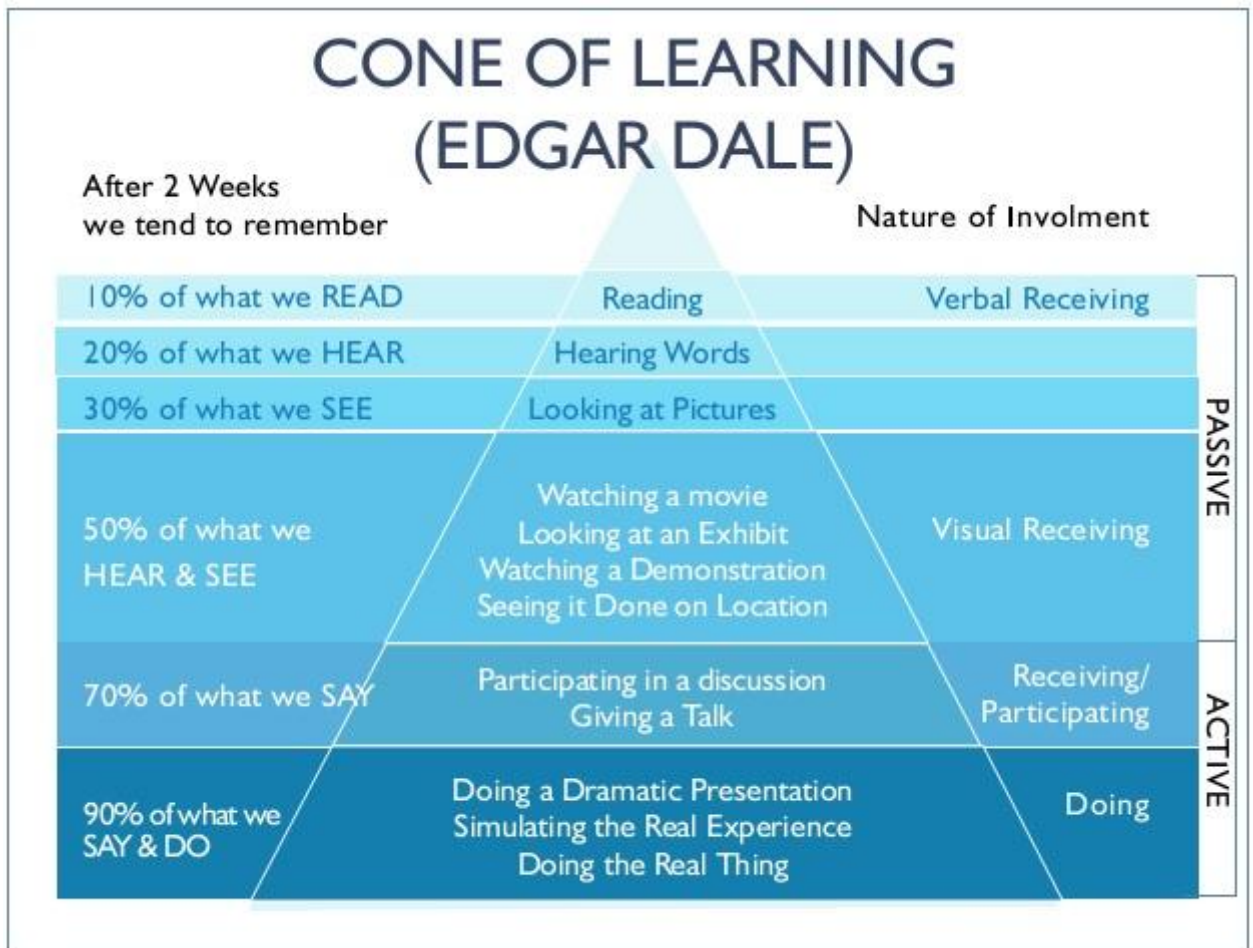 CONE OF LEARNING
(EDGAR DALE)
After 2 Weeks
we tend to remember
Nature of Involment
10% of what we READ
Reading
Verbal Receiving
20% of what we HEAR
Hearing Words
30% of what we SEE
Looking at Pictures
50% of what we
HEAR & SEE
Watching a movie
Looking at an Exhibit
Watching a Demonstration
Seeing it Done on Location
Visual Receiving
PASSIVE
70% of what we SAY
Participating in a discussion
Giving a Talk
Receiving/
Participating
90% of what we
SAY & DO
Doing a Dramatic Presentation
Simulating the Real Experience
Doing the Real Thing
Doing
ACTIVE